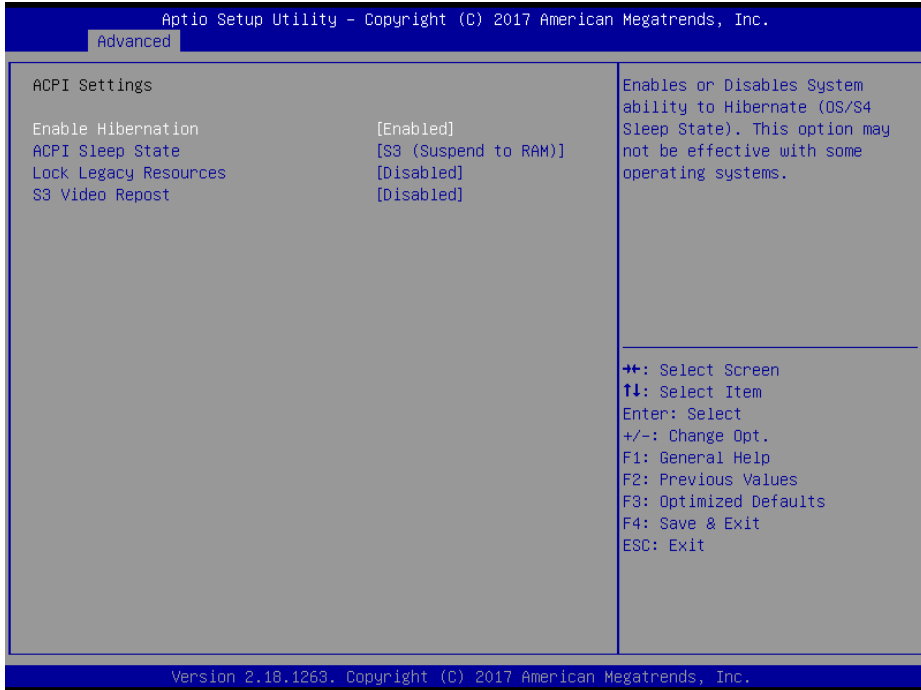 Aptio Setup Utility – Copyright (C) 2017 American Megatrends, Inc.
Advanced
ACPI Settings
Enable Hibernation [Enabled]
ACPI Sleep State [S3 (Suspend to RAM)]
Lock Legacy Resources [Disabled]
S3 Video Repost [Disabled]
Enables or Disables System
ability to Hibernate (OS/S4
Sleep State). This option may
not be effective with some
operating systems.
→←: Select Screen
↑↓: Select Item
Enter: Select
+/-: Change Opt.
F1: General Help
F2: Previous Values
F3: Optimized Defaults
F4: Save & Exit
ESC: Exit
Version 2.18.1263. Copyright (C) 2017 American Megatrends, Inc.